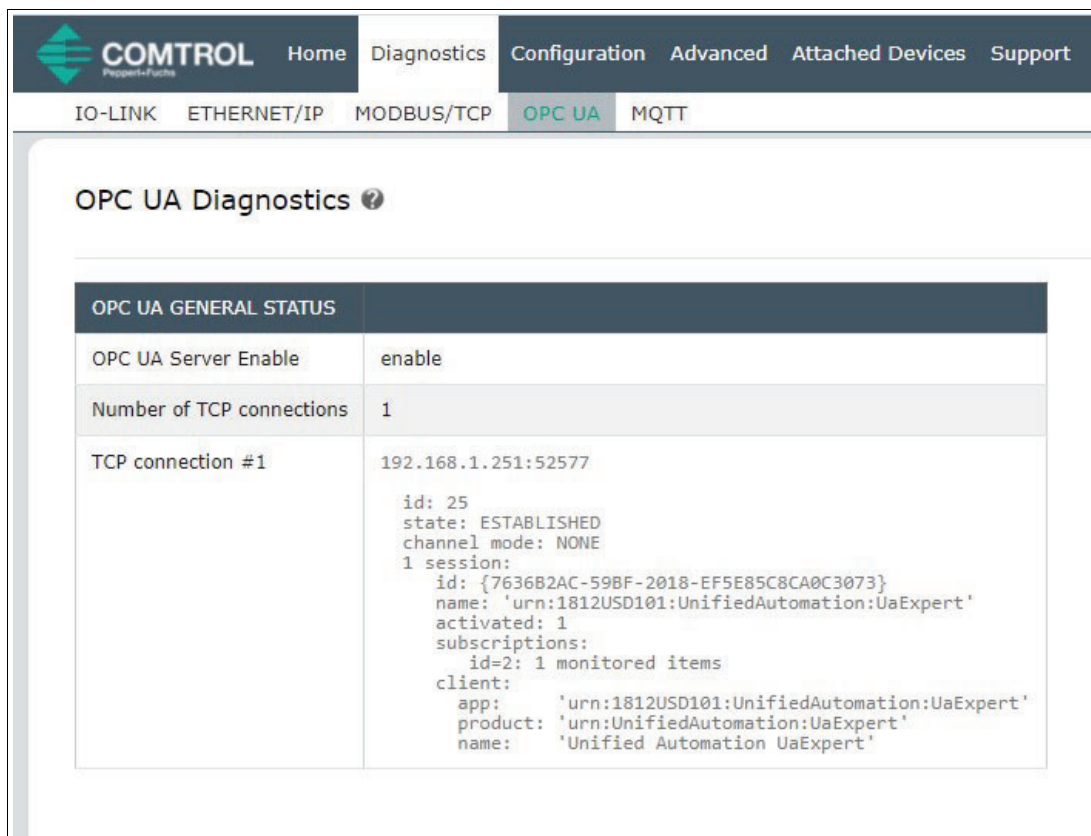 COMTROL Home Diagnostics Configuration Advanced Attached Devices Support
Pepperl+Fuchs
IO-LINK ETHERNET/IP MODBUS/TCP OPC UA MQTT
OPC UA Diagnostics ?
OPC UA GENERAL STATUS
OPC UA Server Enable enable
Number of TCP connections 1
TCP connection #1 192.168.1.251:52577
id: 25
state: ESTABLISHED
channel mode: NONE
1 session:
id: {7636B2AC-59BF-2018-EF5E85C8CA0C3073}
name: 'urn:1812USD101:UnifiedAutomation:UaExpert'
activated: 1
subscriptions:
id=2: 1 monitored items
client:
app: 'urn:1812USD101:UnifiedAutomation:UaExpert'
product: 'urn:UnifiedAutomation:UaExpert'
name: 'Unified Automation UaExpert'